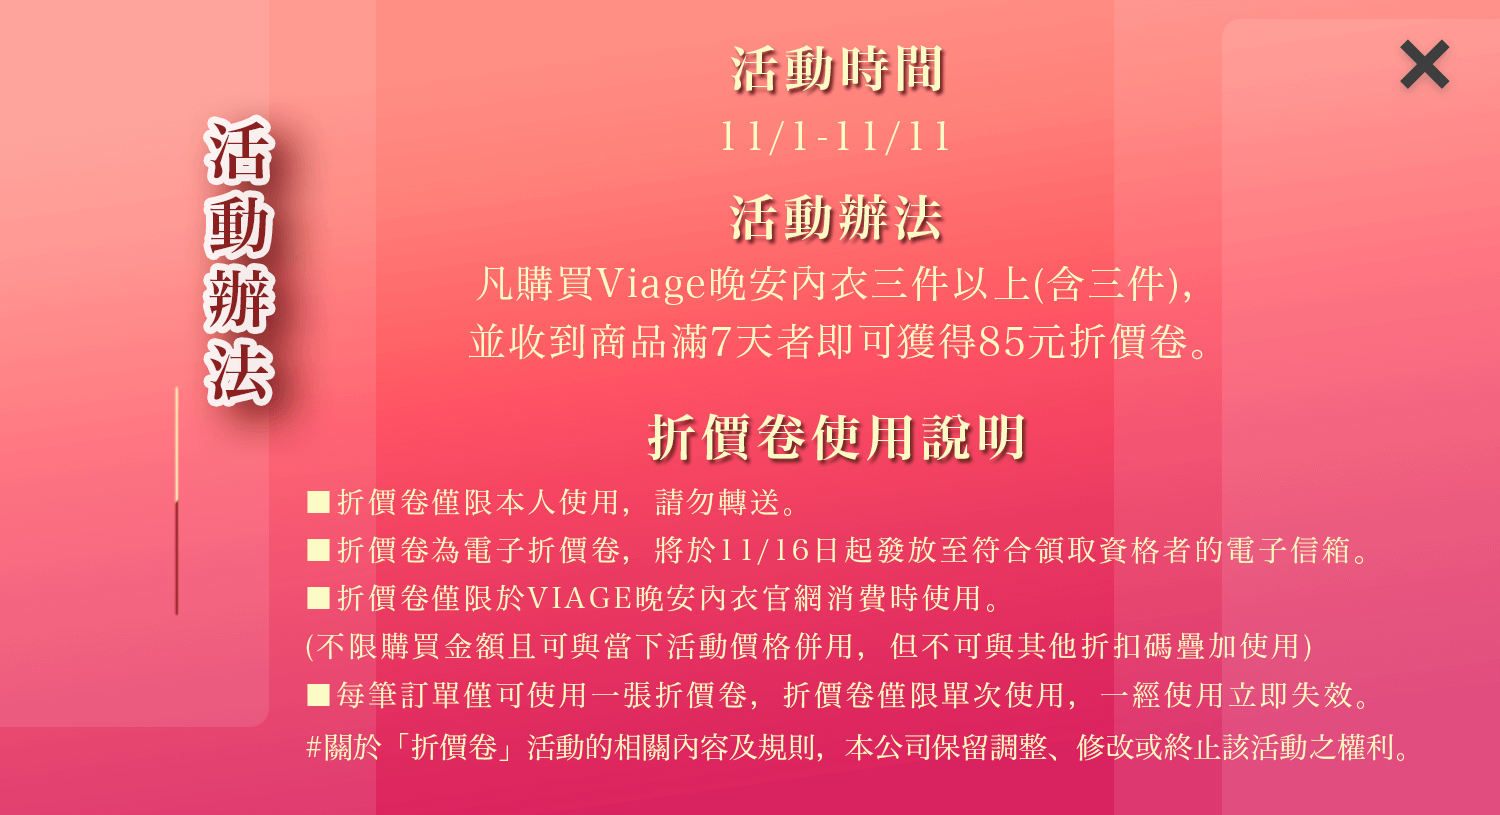 活動辦法
活動時間
11/1-11/11
活動辦法
凡購買Viage晚安內衣三件以上(含三件)，
並收到商品滿7天者即可獲得85元折價卷。
折價卷使用說明
■折價卷僅限本人使用，請勿轉送。
■折價卷為電子折價卷，將於11/16日起發放至符合領取資格者的電子信箱。
■折價卷僅限於VIAGE晚安內衣官網消費時使用。
(不限購買金額且可與當下活動價格併用，但不可與其他折扣碼疊加使用)
■每筆訂單僅可使用一張折價卷，折價卷僅限單次使用，一經使用立即失效。
#關於「折價卷」活動的相關內容及規則，本公司保留調整、修改或終止該活動之權利。